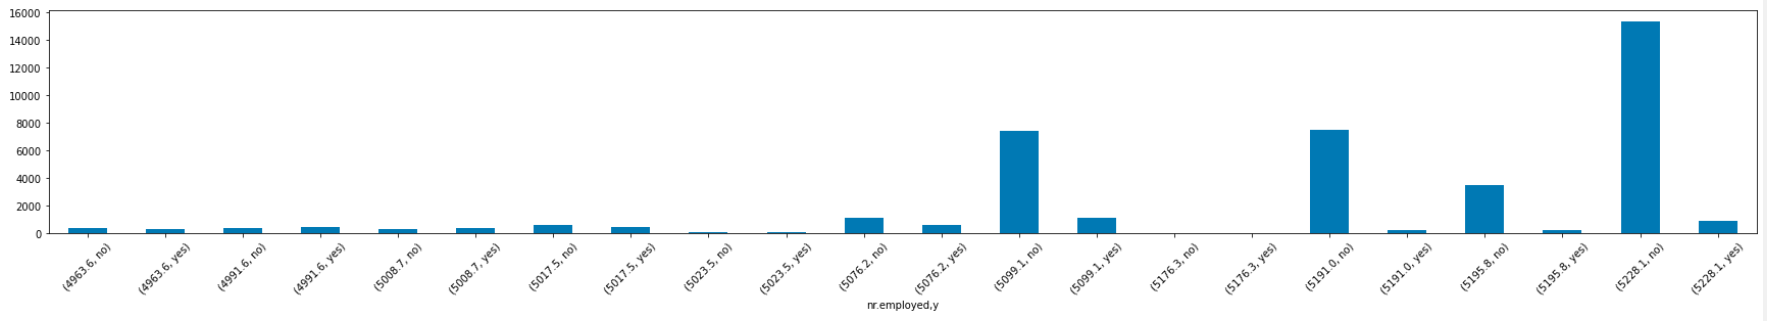 16000
14000
12000
10000
8000
6000
4000
2000
0
(4963.6, no)
(4963.6, yes)
(4991.6, no)
(4991.6, yes)
(5008.7, no)
(5008.7, yes)
(5017.5, no)
(5017.5, yes)
(5023.5, no)
(5023.5, yes)
(5076.2, no)
(5076.2, yes)
(5099.1, no)
(5099.1, yes)
(5176.3, no)
(5176.3, yes)
(5191.0, no)
(5191.0, yes)
(5195.8, no)
(5195.8, yes)
(5228.1, no)
(5228.1, yes)
nr.employed,y